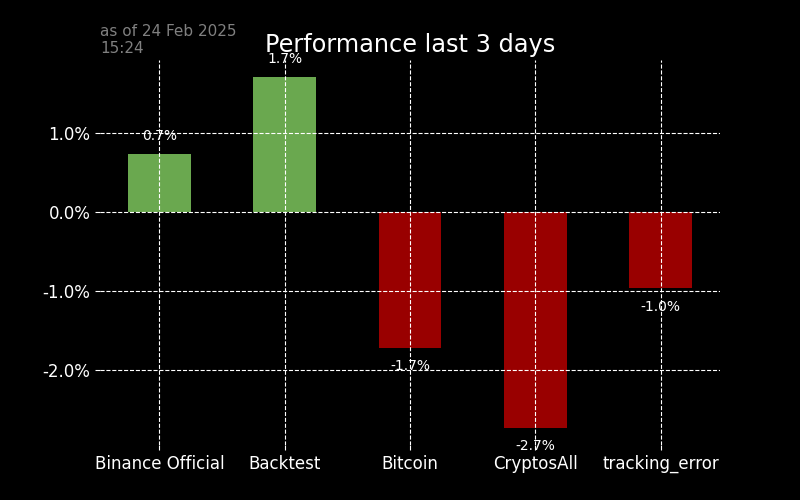 as of 24 Feb 2025
15:24
Performance last 3 days
1.7%
0.7%
1.0%
0.0%
-1.0%
-1.0%
-1.7%
-2.0%
-2.7%
Binance Official
Backtest
Bitcoin
CryptosAll
tracking_error